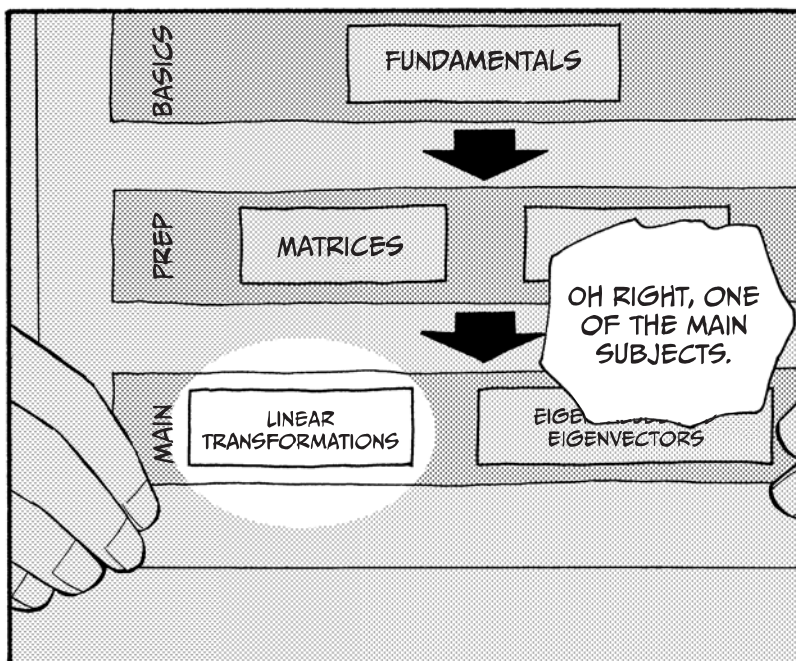 BASICS
FUNDAMENTALS
PREP
MATRICES
OH RIGHT, ONE
OF THE MAIN
SUBJECTS.
MAIN
LINEAR
TRANSFORMATIONS
EIGENVECTORS